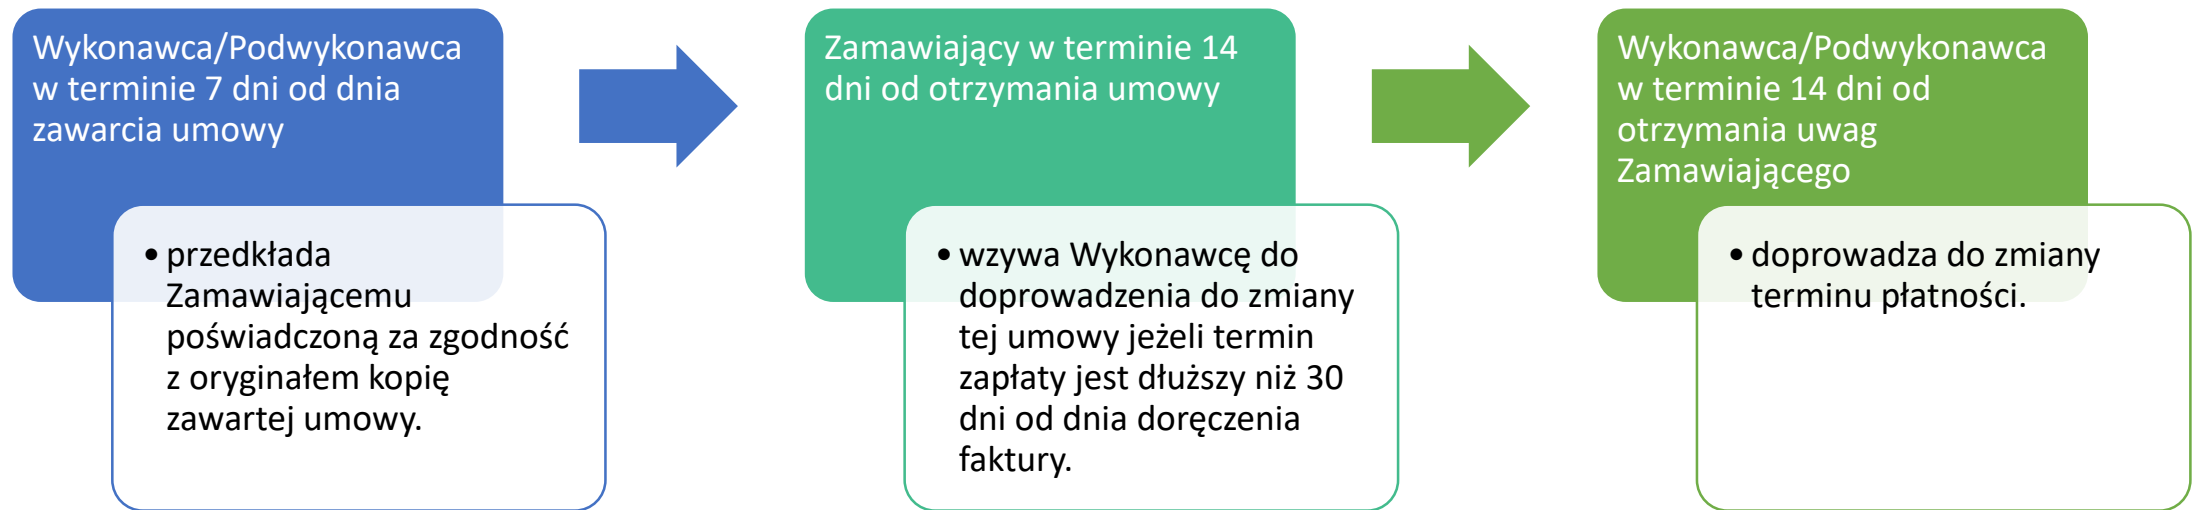 Wykonawca/Podwykonawca
w terminie 7 dni od dnia
zawarcia umowy
• przedkłada
Zamawiającemu
poświadczoną za zgodność
z oryginałem kopię
zawartej umowy.
Zamawiający w terminie 14
dni od otrzymania umowy
• wzywa Wykonawcę do
doprowadzenia do zmiany
tej umowy jeżeli termin
zapłaty jest dłuższy niż 30
dni od dnia doręczenia
faktury.
Wykonawca/Podwykonawca
w terminie 14 dni od
otrzymania uwag
Zamawiającego
• doprowadza do zmiany
terminu płatności.